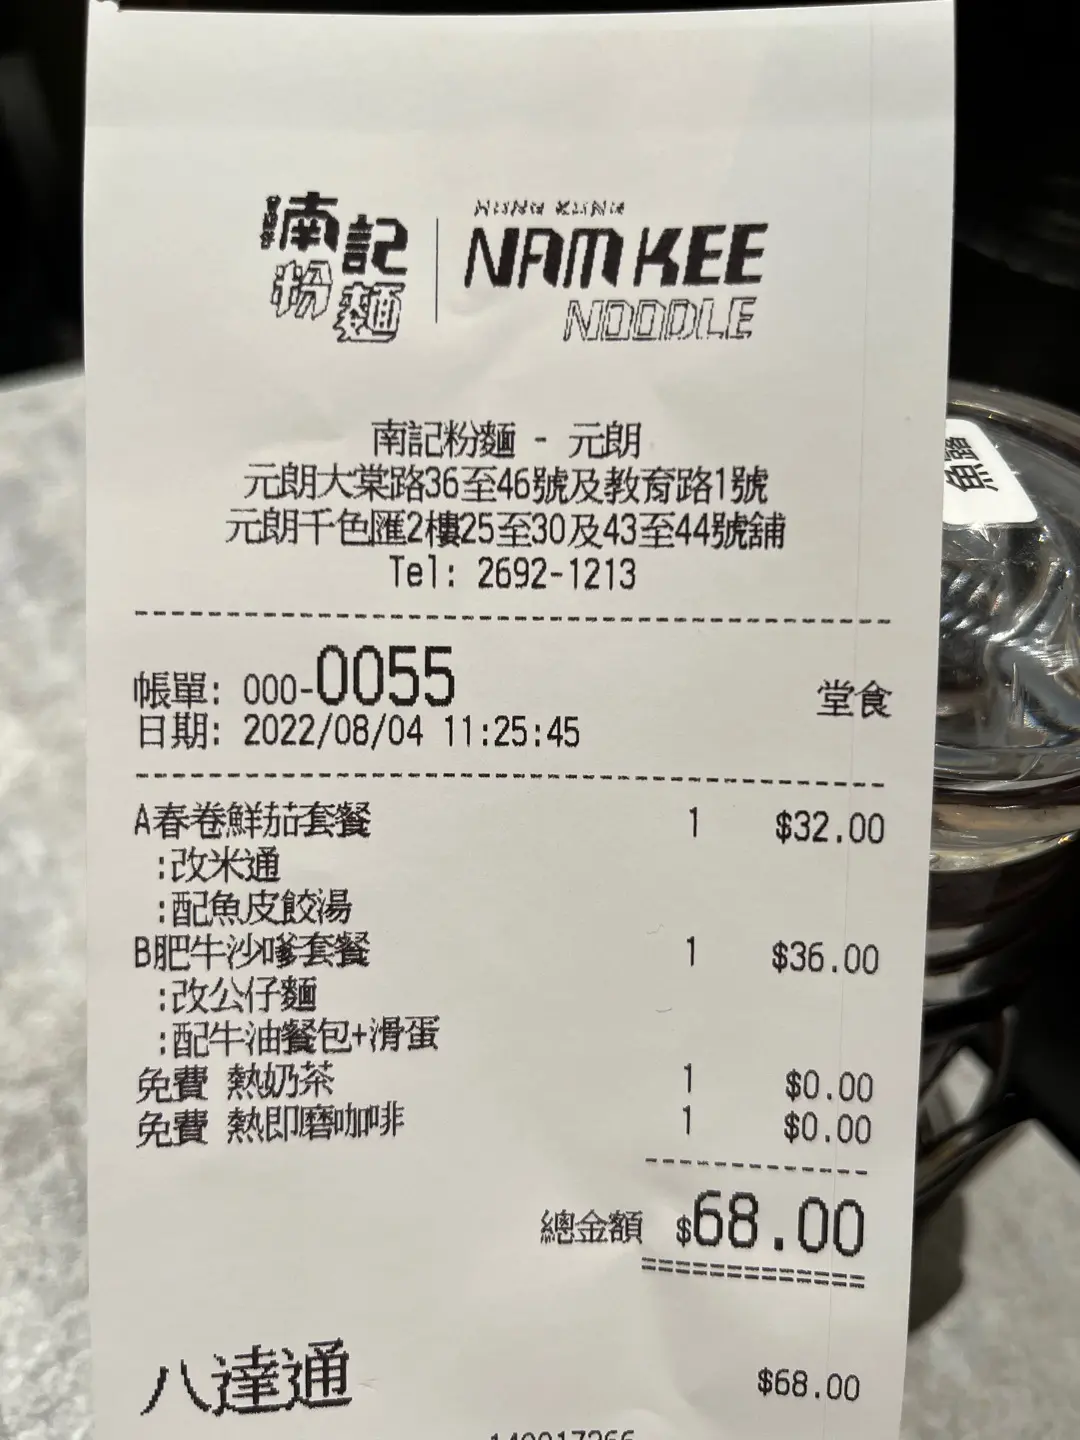 南記粉麵
NAM KEE
NOODLE
南記粉麵 - 元朗
元朗大棠路36至46號及教育路1號
元朗千色匯2樓25至30及43至44號舖
Tel: 2692-1213
帳單: 000-0055 堂食
日期: 2022/08/04 11:25:45
A春卷鮮茄套餐 1 $32.00
:改米通
:配魚皮餃湯
B肥牛沙嗲套餐 1 $36.00
:改公仔麵
:配牛油餐包+滑蛋
免費 熱奶茶 1 $0.00
免費 熱即磨咖啡 1 $0.00
總金額 $68.00
八達通 $68.00
魚露